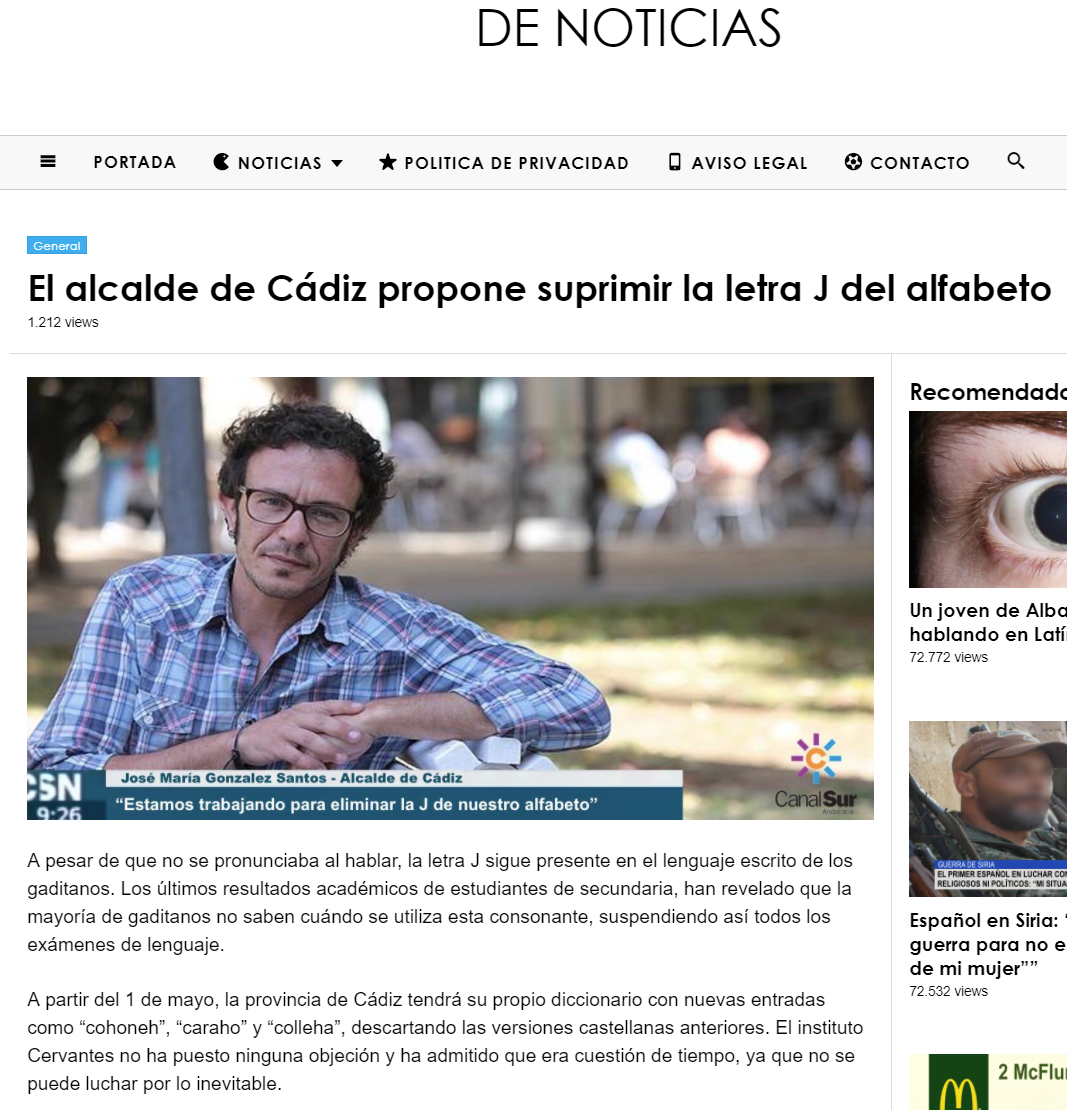 DE NOTICIAS
PORTADA
NOTICIAS
POLITICA DE PRIVACIDAD
AVISO LEGAL
CONTACTO
General
El alcalde de Cádiz propone suprimir la letra J del alfabeto
1.212 views
CSN
9:26
José María Gonzalez Santos - Alcalde de Cádiz
“Estamos trabajando para eliminar la J de nuestro alfabeto”
CanalSur
Andalucía
A pesar de que no se pronunciaba al hablar, la letra J sigue presente en el lenguaje escrito de los
gaditanos. Los últimos resultados académicos de estudiantes de secundaria, han revelado que la
mayoría de gaditanos no saben cuándo se utiliza esta consonante, suspendiendo así todos los
exámenes de lenguaje.
A partir del 1 de mayo, la provincia de Cádiz tendrá su propio diccionario con nuevas entradas
como “cohoneh”, “caraho” y “colleha”, descartando las versiones castellanas anteriores. El instituto
Cervantes no ha puesto ninguna objeción y ha admitido que era cuestión de tiempo, ya que no se
puede luchar por lo inevitable.
Recomendado
Un joven de Alba
hablando en Latí
72.772 views
GUERRA DE SIRIA
EL PRIMER ESPAÑOL EN LUCHAR CON
RELIGIOSOS NI POLÍTICOS: “MI SITUA
Español en Siria: “
guerra para no e
de mi mujer””
72.532 views
2 McFlu